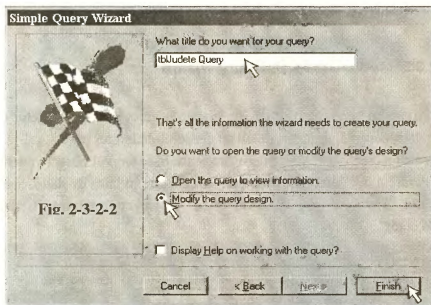 Simple Query Wizard
What title do you want for your query?
tblJudete Query
That's all the information the wizard needs to create your query.
Do you want to open the query or modify the query's design?
Open the query to view information.
Modify the query design.
Fig. 2-3-2-2
Display Help on working with the query?
Cancel
< Back
Next >
Finish